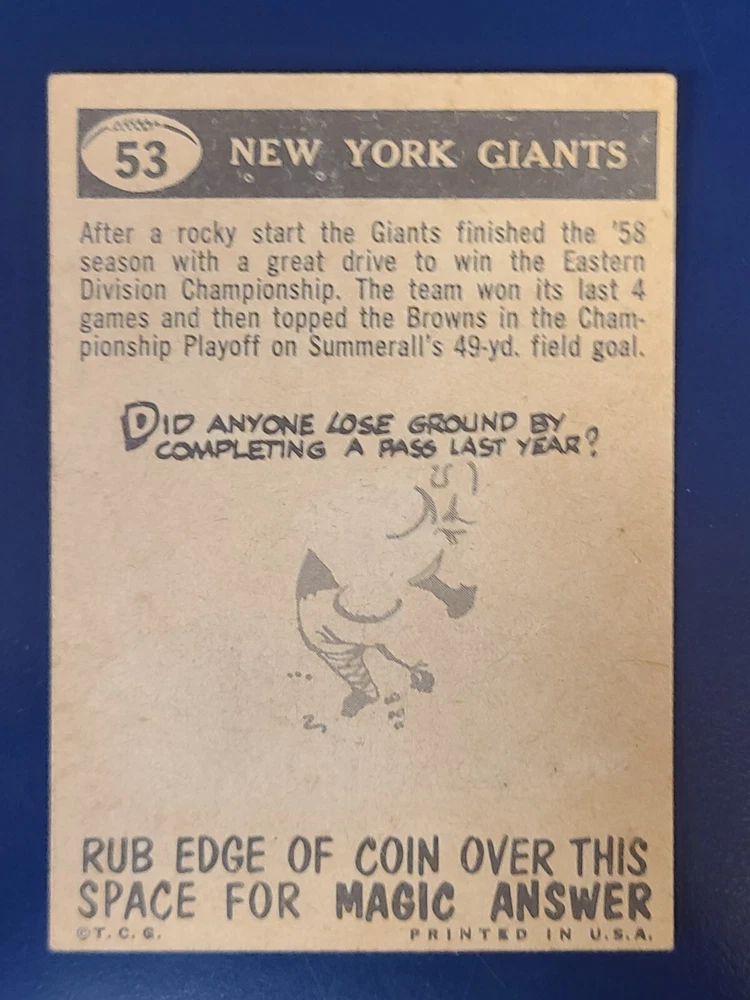 53 NEW YORK GIANTS
After a rocky start the Giants finished the '58
season with a great drive to win the Eastern
Division Championship. The team won its last 4
games and then topped the Browns in the Cham-
pionship Playoff on Summerall's 49-yd. field goal.
DID ANYONE LOSE GROUND BY
COMPLETING A PASS LAST YEAR?
RUB EDGE OF COIN OVER THIS
SPACE FOR MAGIC ANSWER
©T.C.G. PRINTED IN U.S.A.